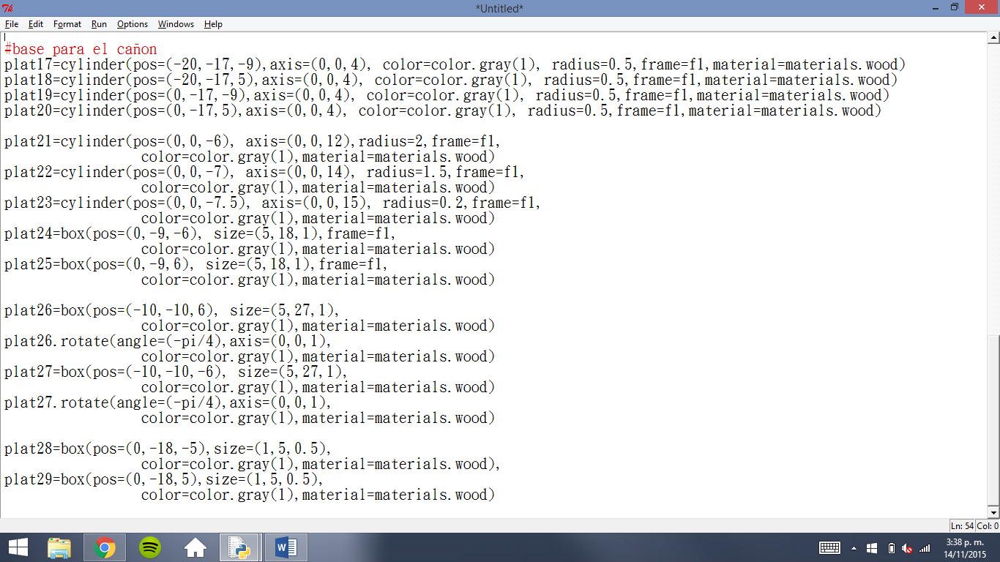 *Untitled*
File Edit Format Run Options Windows Help
#base para el cañon
plat17=cylinder(pos=(-20,-17,-9),axis=(0,0,4), color=color.gray(1), radius=0.5,frame=f1,material=materials.wood)
plat18=cylinder(pos=(-20,-17,5),axis=(0,0,4), color=color.gray(1), radius=0.5,frame=f1,material=materials.wood)
plat19=cylinder(pos=(0,-17,-9),axis=(0,0,4), color=color.gray(1), radius=0.5,frame=f1,material=materials.wood)
plat20=cylinder(pos=(0,-17,5),axis=(0,0,4), color=color.gray(1), radius=0.5,frame=f1,material=materials.wood)
plat21=cylinder(pos=(0,0,-6), axis=(0,0,12),radius=2,frame=f1,
color=color.gray(1),material=materials.wood)
plat22=cylinder(pos=(0,0,-7), axis=(0,0,14), radius=1.5,frame=f1,
color=color.gray(1),material=materials.wood)
plat23=cylinder(pos=(0,0,-7.5), axis=(0,0,15), radius=0.2,frame=f1,
color=color.gray(1),material=materials.wood)
plat24=box(pos=(0,-9,-6), size=(5,18,1),frame=f1,
color=color.gray(1),material=materials.wood)
plat25=box(pos=(0,-9,6), size=(5,18,1),frame=f1,
color=color.gray(1),material=materials.wood)
plat26=box(pos=(-10,-10,6), size=(5,27,1),
color=color.gray(1),material=materials.wood)
plat26.rotate(angle=(-pi/4),axis=(0,0,1),
color=color.gray(1),material=materials.wood)
plat27=box(pos=(-10,-10,-6), size=(5,27,1),
color=color.gray(1),material=materials.wood)
plat27.rotate(angle=(-pi/4),axis=(0,0,1),
color=color.gray(1),material=materials.wood)
plat28=box(pos=(0,-18,-5),size=(1,5,0.5),
color=color.gray(1),material=materials.wood),
plat29=box(pos=(0,-18,5),size=(1,5,0.5),
color=color.gray(1),material=materials.wood)
Ln: 54 Col: 0
3:38 p. m.
14/11/2015